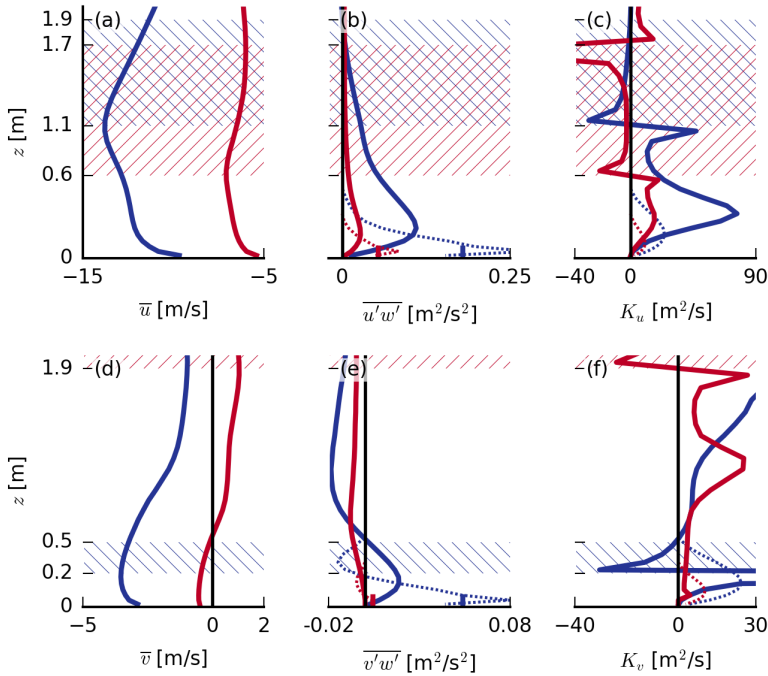 (a) (b) (c)
1.9
1.7
1.1
0.6
0
z [m]
−15 −5 0 0.25 −40 0 90
u̅ [m/s] u′w′ [m²/s²] K_u [m²/s]
(d) (e) (f)
1.9
0.5
0.2
0
z [m]
−5 0 2 −0.02 0.08 −40 0 30
v̅ [m/s] v′w′ [m²/s²] K_v [m²/s]